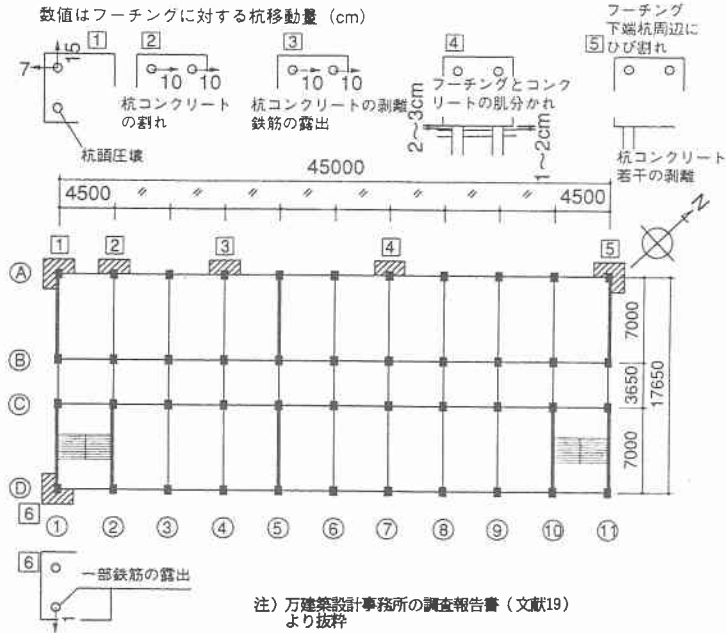 数値はフーチングに対する杭移動量（cm）
1
15
7
杭頭圧壊
2
10 10
杭コンクリート
の割れ
3
10 10
杭コンクリートの剥離
鉄筋の露出
4
フーチングとコンク
リートの肌分かれ
2～3cm
1～2cm
フーチング
下端杭周辺に
ひび割れ
5
杭コンクリート
若干の剥離
45000
4500 〃 〃 〃 〃 〃 〃 〃 〃 4500
N
1 2 3 4 5
A
B
C
D
7000
3650
7000
17650
6
① ② ③ ④ ⑤ ⑥ ⑦ ⑧ ⑨ ⑩ ⑪
6
一部鉄筋の露出
1
注）万建築設計事務所の調査報告書（文献19）
より抜粋